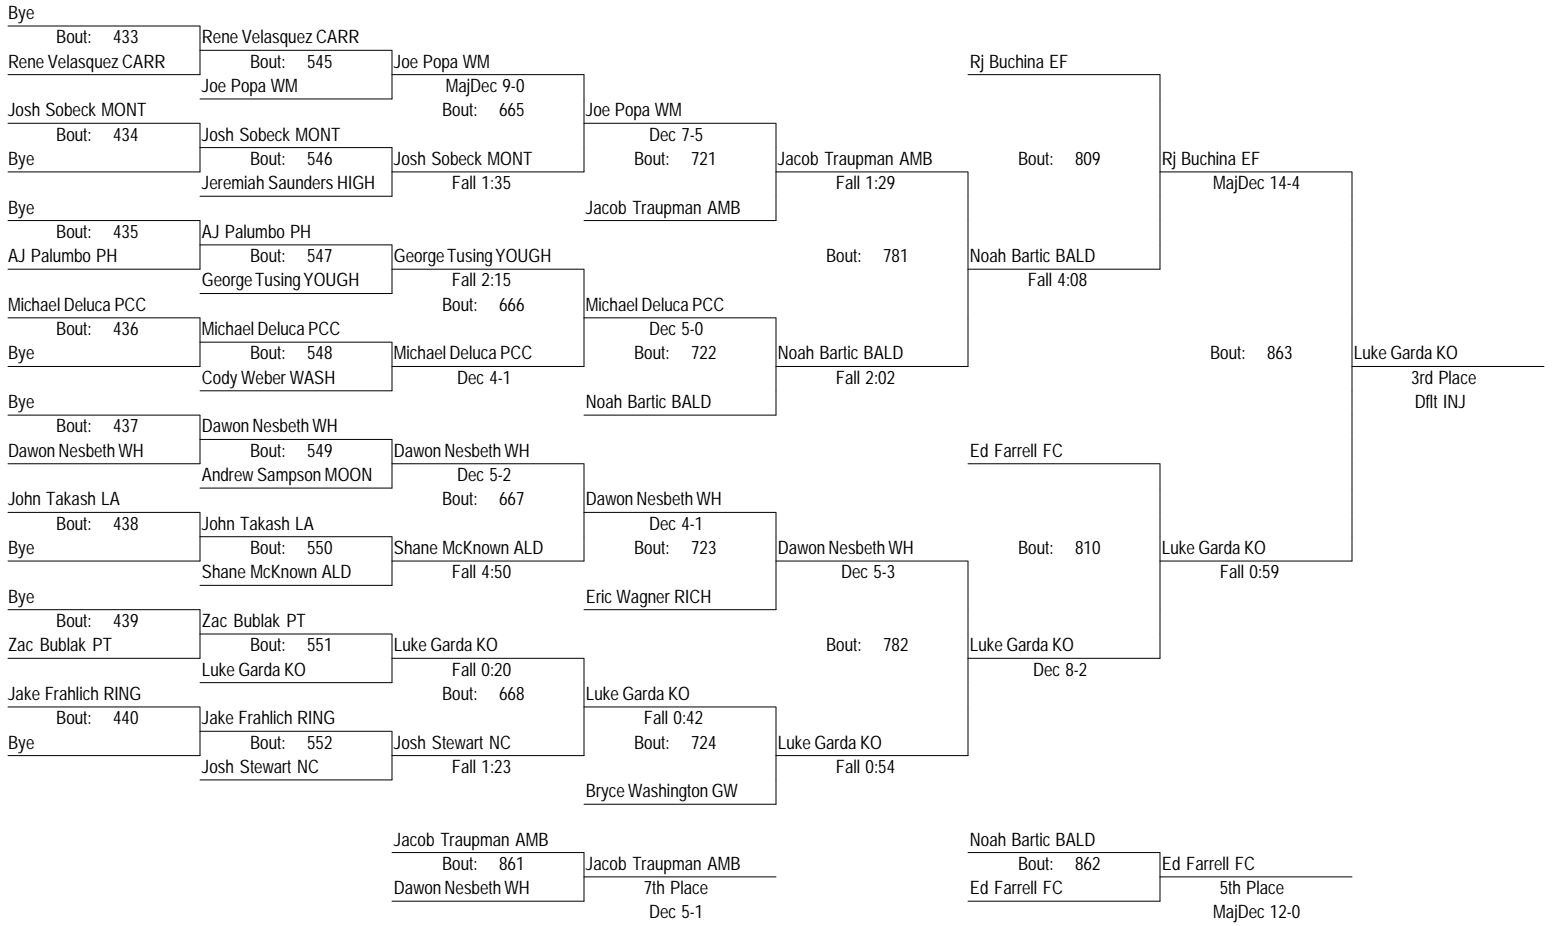 Bye
Bout: 433
Rene Velasquez CARR
Josh Sobeck MONT
Bout: 434
Bye
Bye
Bout: 435
AJ Palumbo PH
Michael Deluca PCC
Bout: 436
Bye
Bye
Bout: 437
Dawon Nesbeth WH
John Takash LA
Bout: 438
Bye
Bye
Bout: 439
Zac Bublak PT
Jake Frahlich RING
Bout: 440
Bye
Rene Velasquez CARR
Bout: 545
Joe Popa WM
Josh Sobeck MONT
Bout: 546
Jeremiah Saunders HIGH
AJ Palumbo PH
Bout: 547
George Tusing YOUGH
Michael Deluca PCC
Bout: 548
Cody Weber WASH
Dawon Nesbeth WH
Bout: 549
Andrew Sampson MOON
John Takash LA
Bout: 550
Shane McKnown ALD
Zac Bublak PT
Bout: 551
Luke Garda KO
Jake Frahlich RING
Bout: 552
Josh Stewart NC
Joe Popa WM
MajDec 9-0
Bout: 665
Josh Sobeck MONT
Fall 1:35
George Tusing YOUGH
Fall 2:15
Bout: 666
Michael Deluca PCC
Dec 4-1
Dawon Nesbeth WH
Dec 5-2
Bout: 667
Shane McKnown ALD
Fall 4:50
Luke Garda KO
Fall 0:20
Bout: 668
Josh Stewart NC
Fall 1:23
Joe Popa WM
Dec 7-5
Bout: 721
Jacob Traupman AMB
Michael Deluca PCC
Dec 5-0
Bout: 722
Noah Bartic BALD
Dawon Nesbeth WH
Dec 4-1
Bout: 723
Eric Wagner RICH
Luke Garda KO
Fall 0:42
Bout: 724
Bryce Washington GW
Jacob Traupman AMB
Fall 1:29
Bout: 781
Noah Bartic BALD
Fall 2:02
Dawon Nesbeth WH
Dec 5-3
Bout: 782
Luke Garda KO
Fall 0:54
Rj Buchina EF
Bout: 809
Noah Bartic BALD
Fall 4:08
Ed Farrell FC
Bout: 810
Luke Garda KO
Dec 8-2
Rj Buchina EF
MajDec 14-4
Bout: 863
Luke Garda KO
Fall 0:59
Luke Garda KO
3rd Place
Dflt INJ
Jacob Traupman AMB
Bout: 861
Dawon Nesbeth WH
Jacob Traupman AMB
7th Place
Dec 5-1
Noah Bartic BALD
Bout: 862
Ed Farrell FC
Ed Farrell FC
5th Place
MajDec 12-0